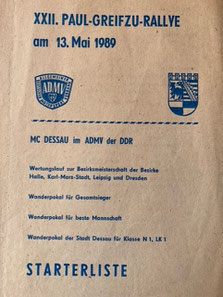 XXII. PAUL-GREIFZU-RALLYE
am 13. Mai 1989
ADMV
MC DESSAU im ADMV der DDR
Wertungslauf zur Bezirksmeisterschaft der Bezirke
Halle, Karl-Marx-Stadt, Leipzig und Dresden
Wanderpokal für Gesamtsieger
Wanderpokal für beste Mannschaft
Wanderpokal der Stadt Dessau für Klasse N 1, LK 1
STARTERLISTE